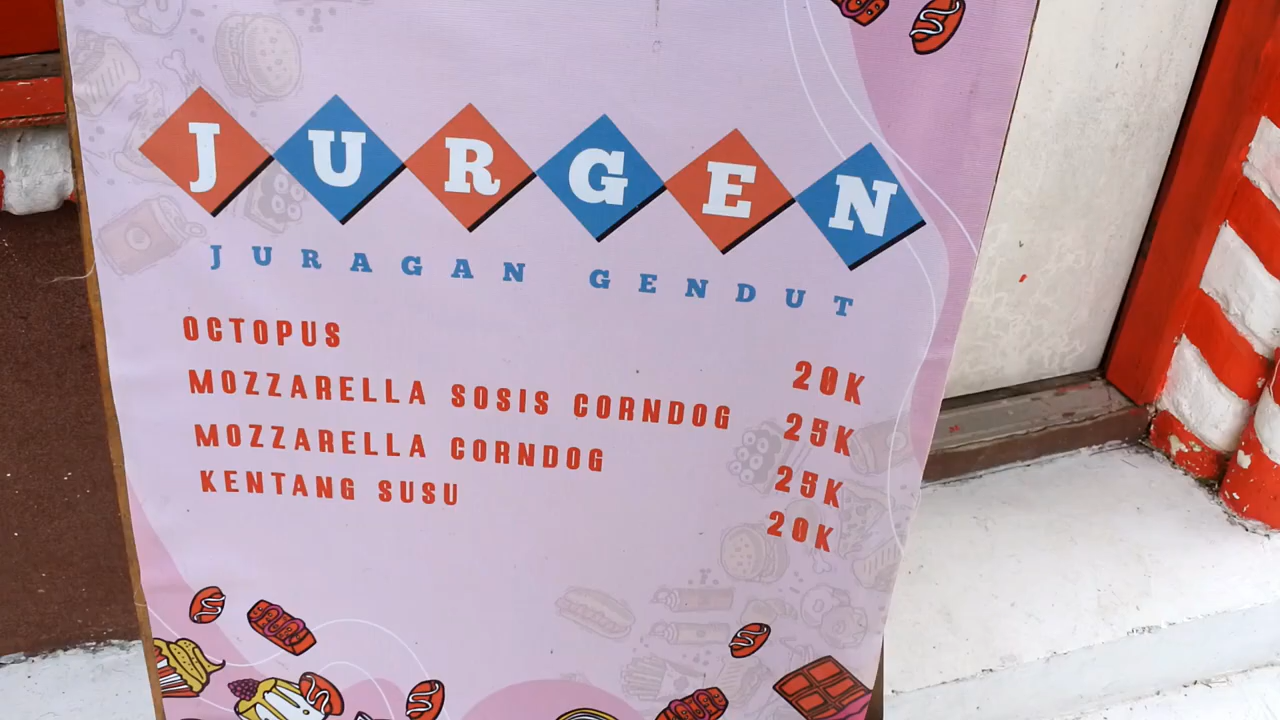 JURGEN
JURAGAN GENDUT
OCTOPUS 20K
MOZZARELLA SOSIS CORNDOG 25K
MOZZARELLA CORNDOG 25K
KENTANG SUSU 20K